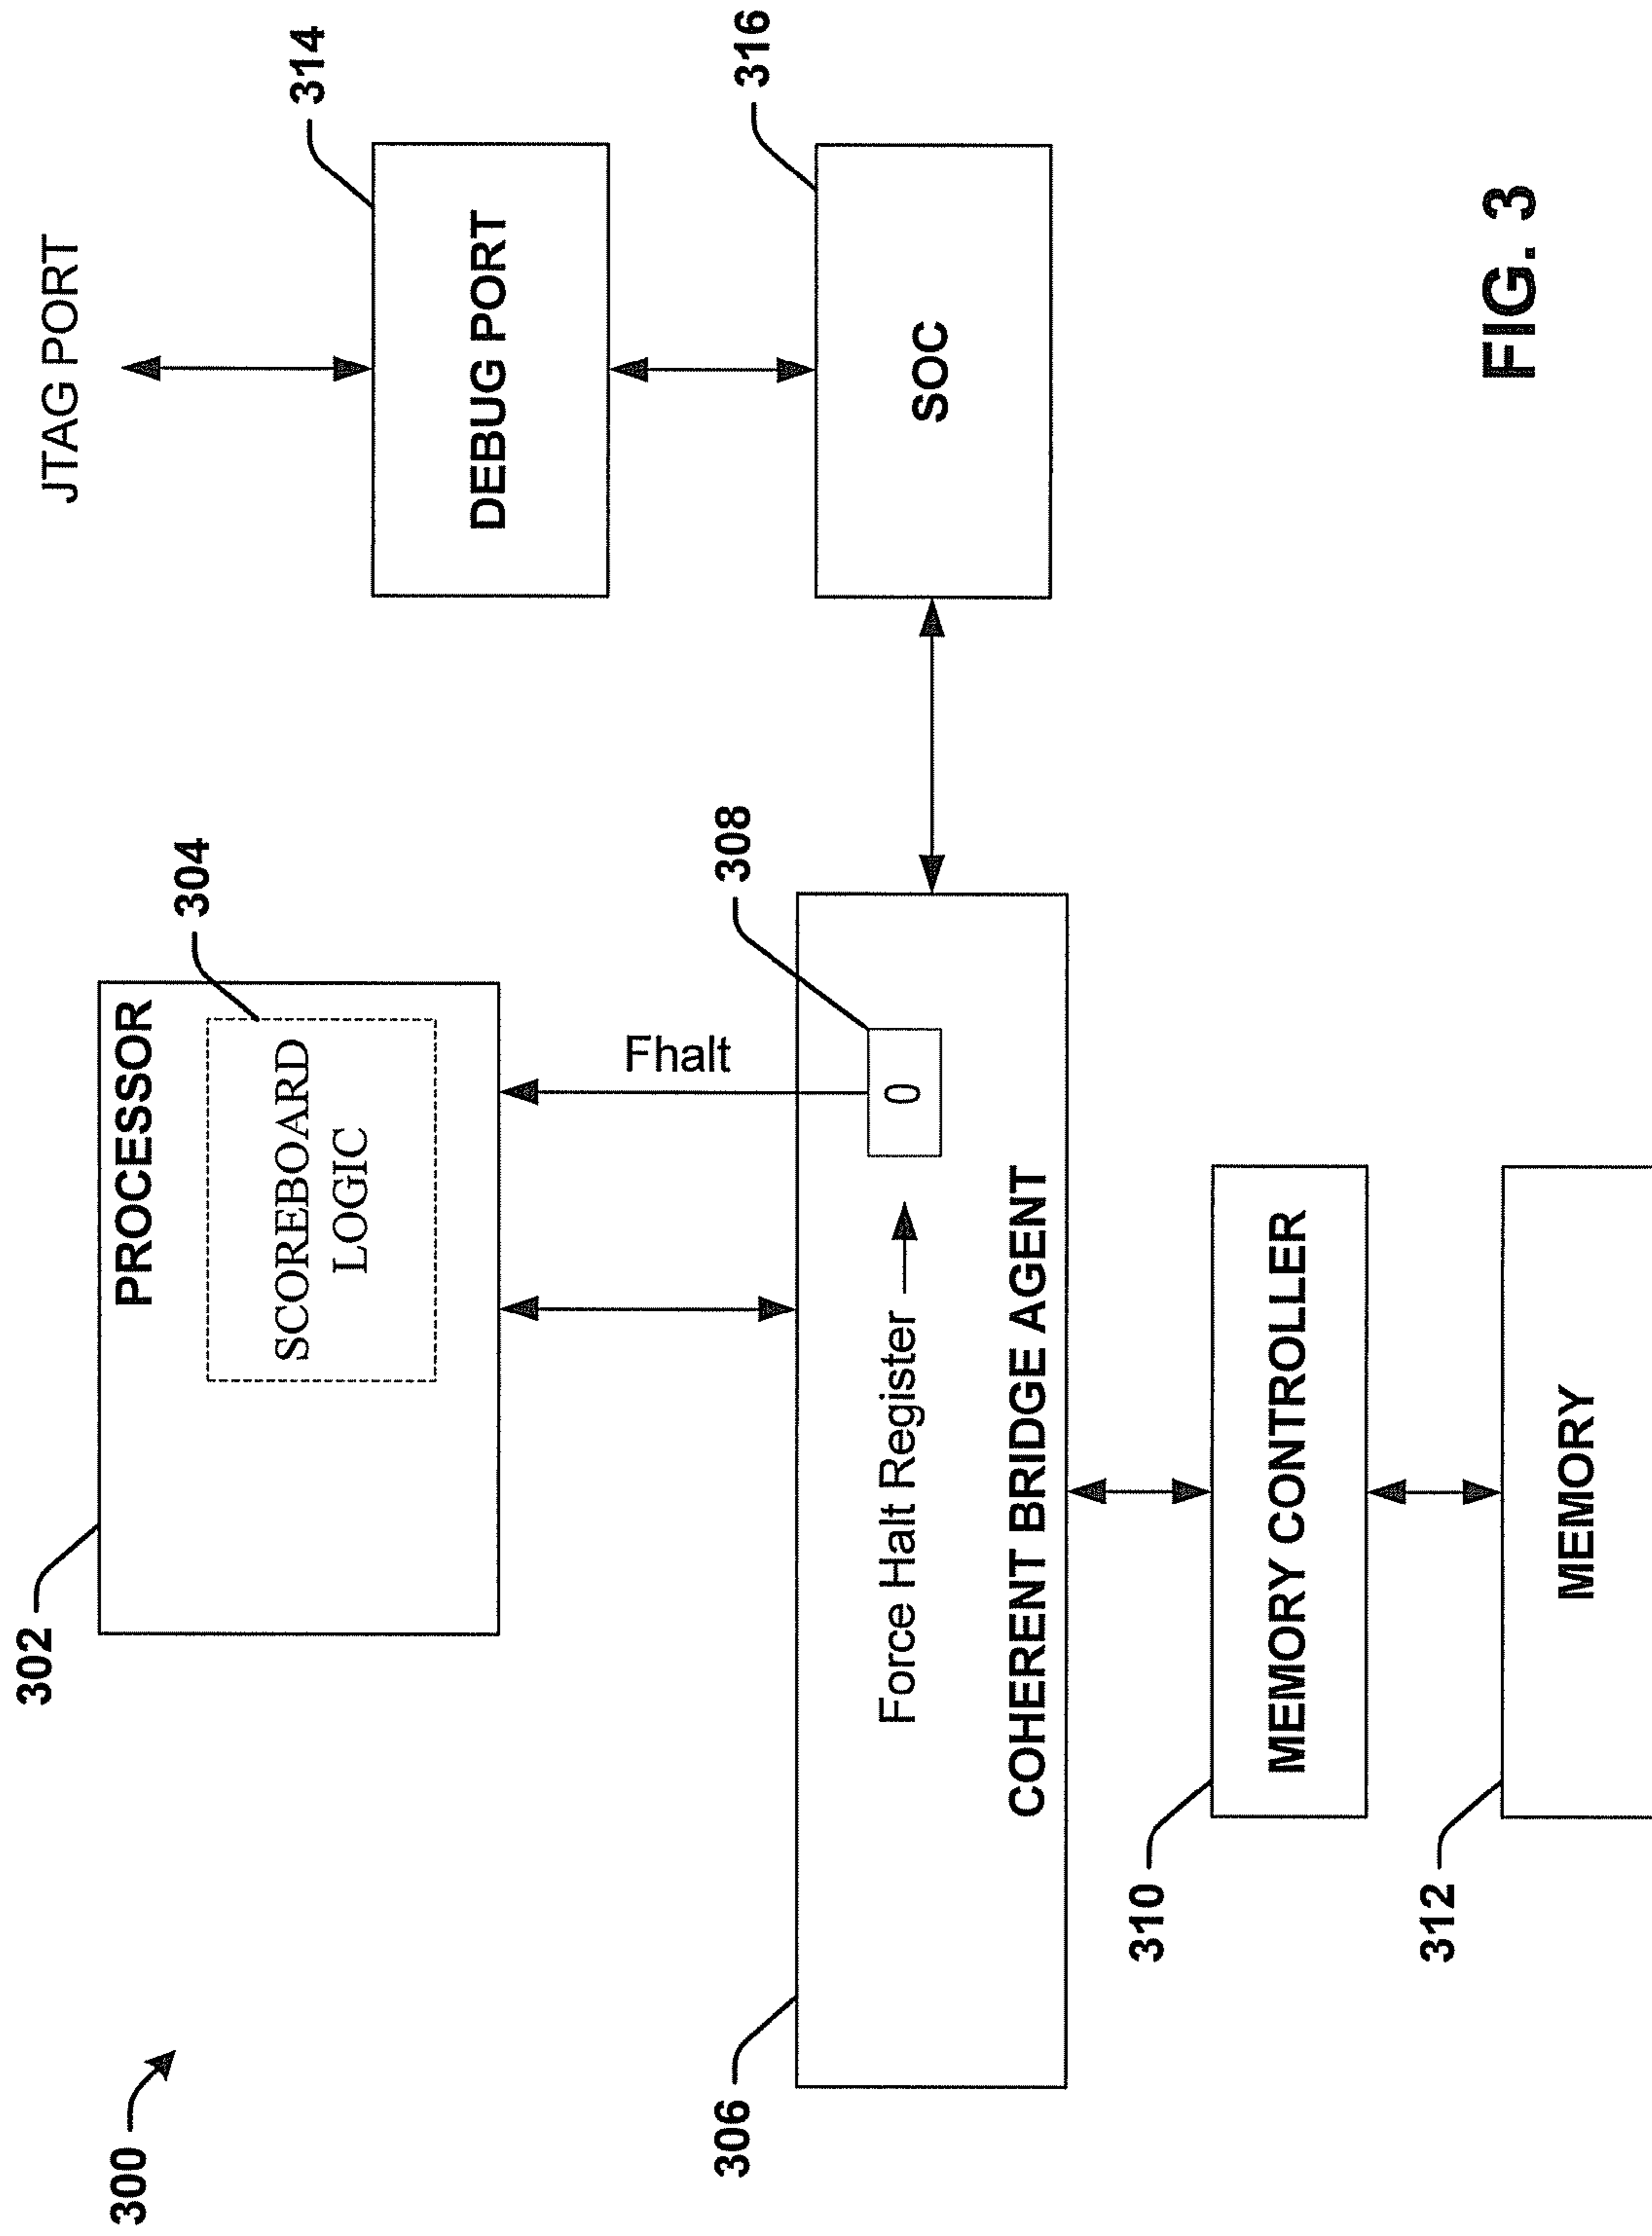 300
302
PROCESSOR
304
SCOREBOARD
LOGIC
JTAG PORT
314
DEBUG PORT
Fhalt
306
308
0
Force Halt Register
COHERENT BRIDGE AGENT
316
SOC
310
MEMORY CONTROLLER
312
MEMORY
FIG. 3